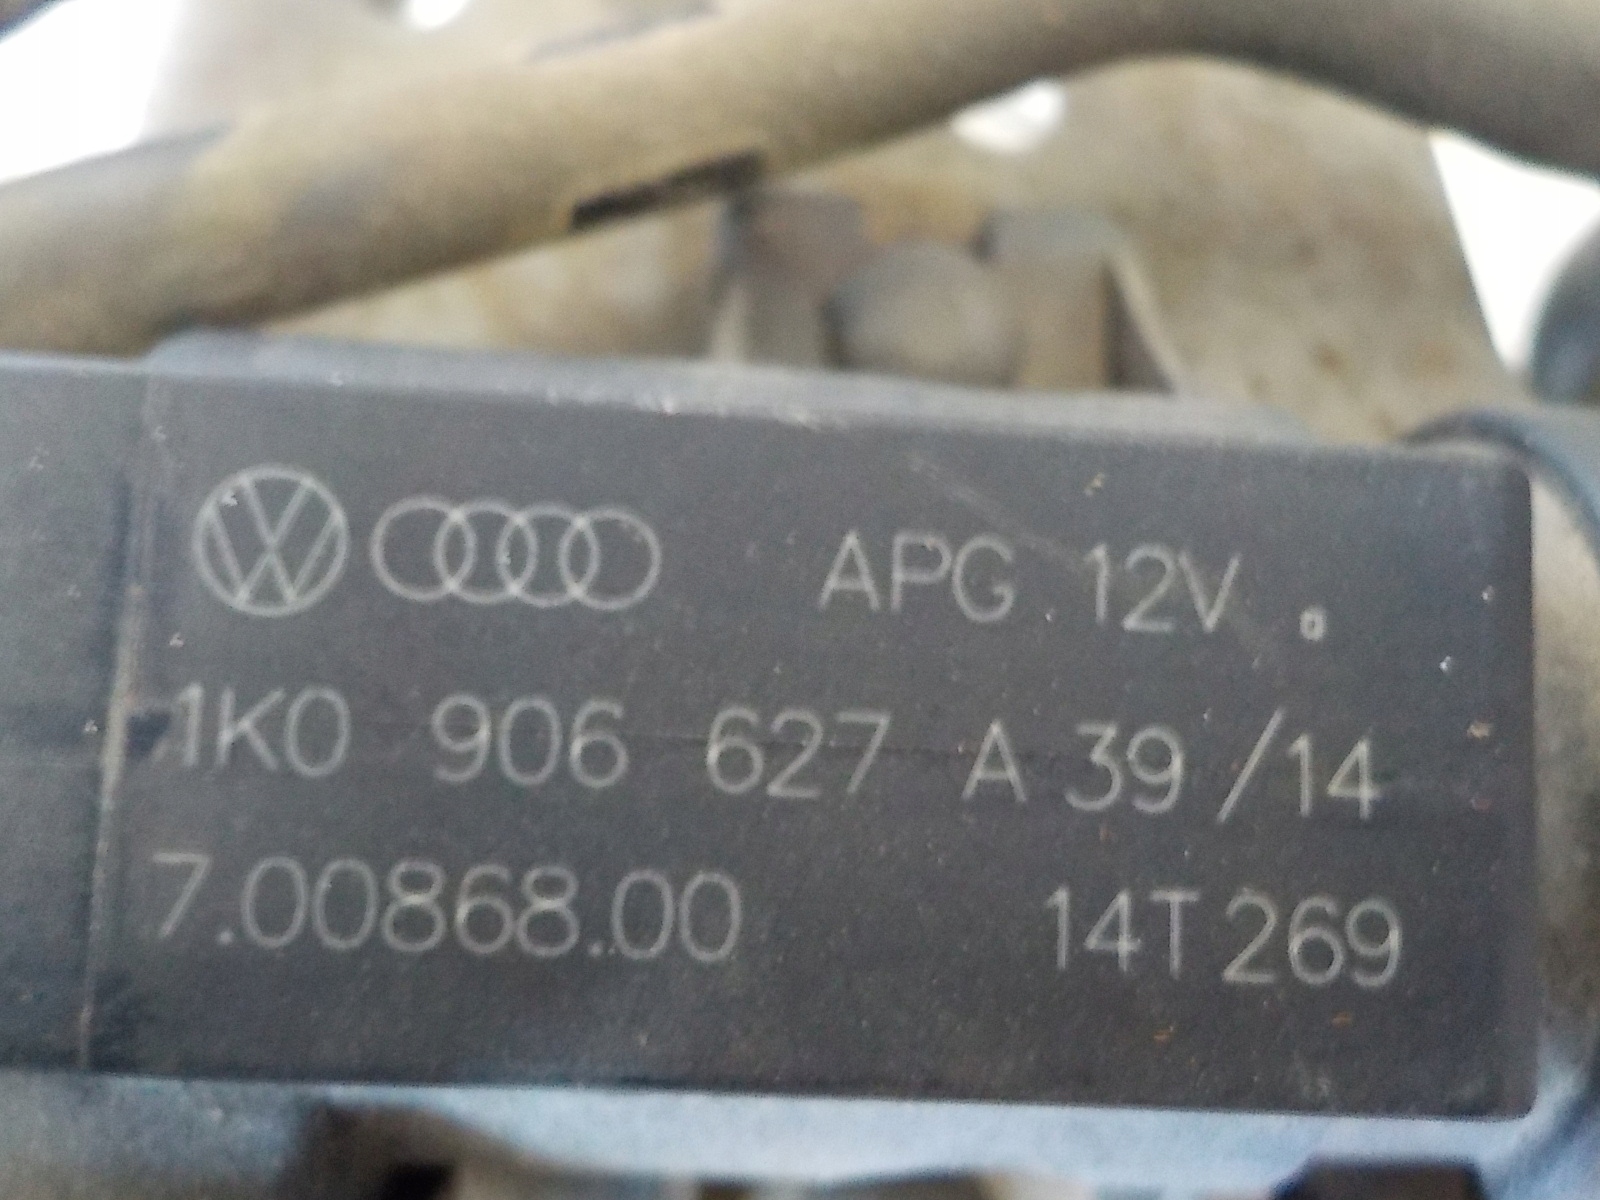 APG 12V.
1K0 906 627 A 39/14
7.00868.00 14T269